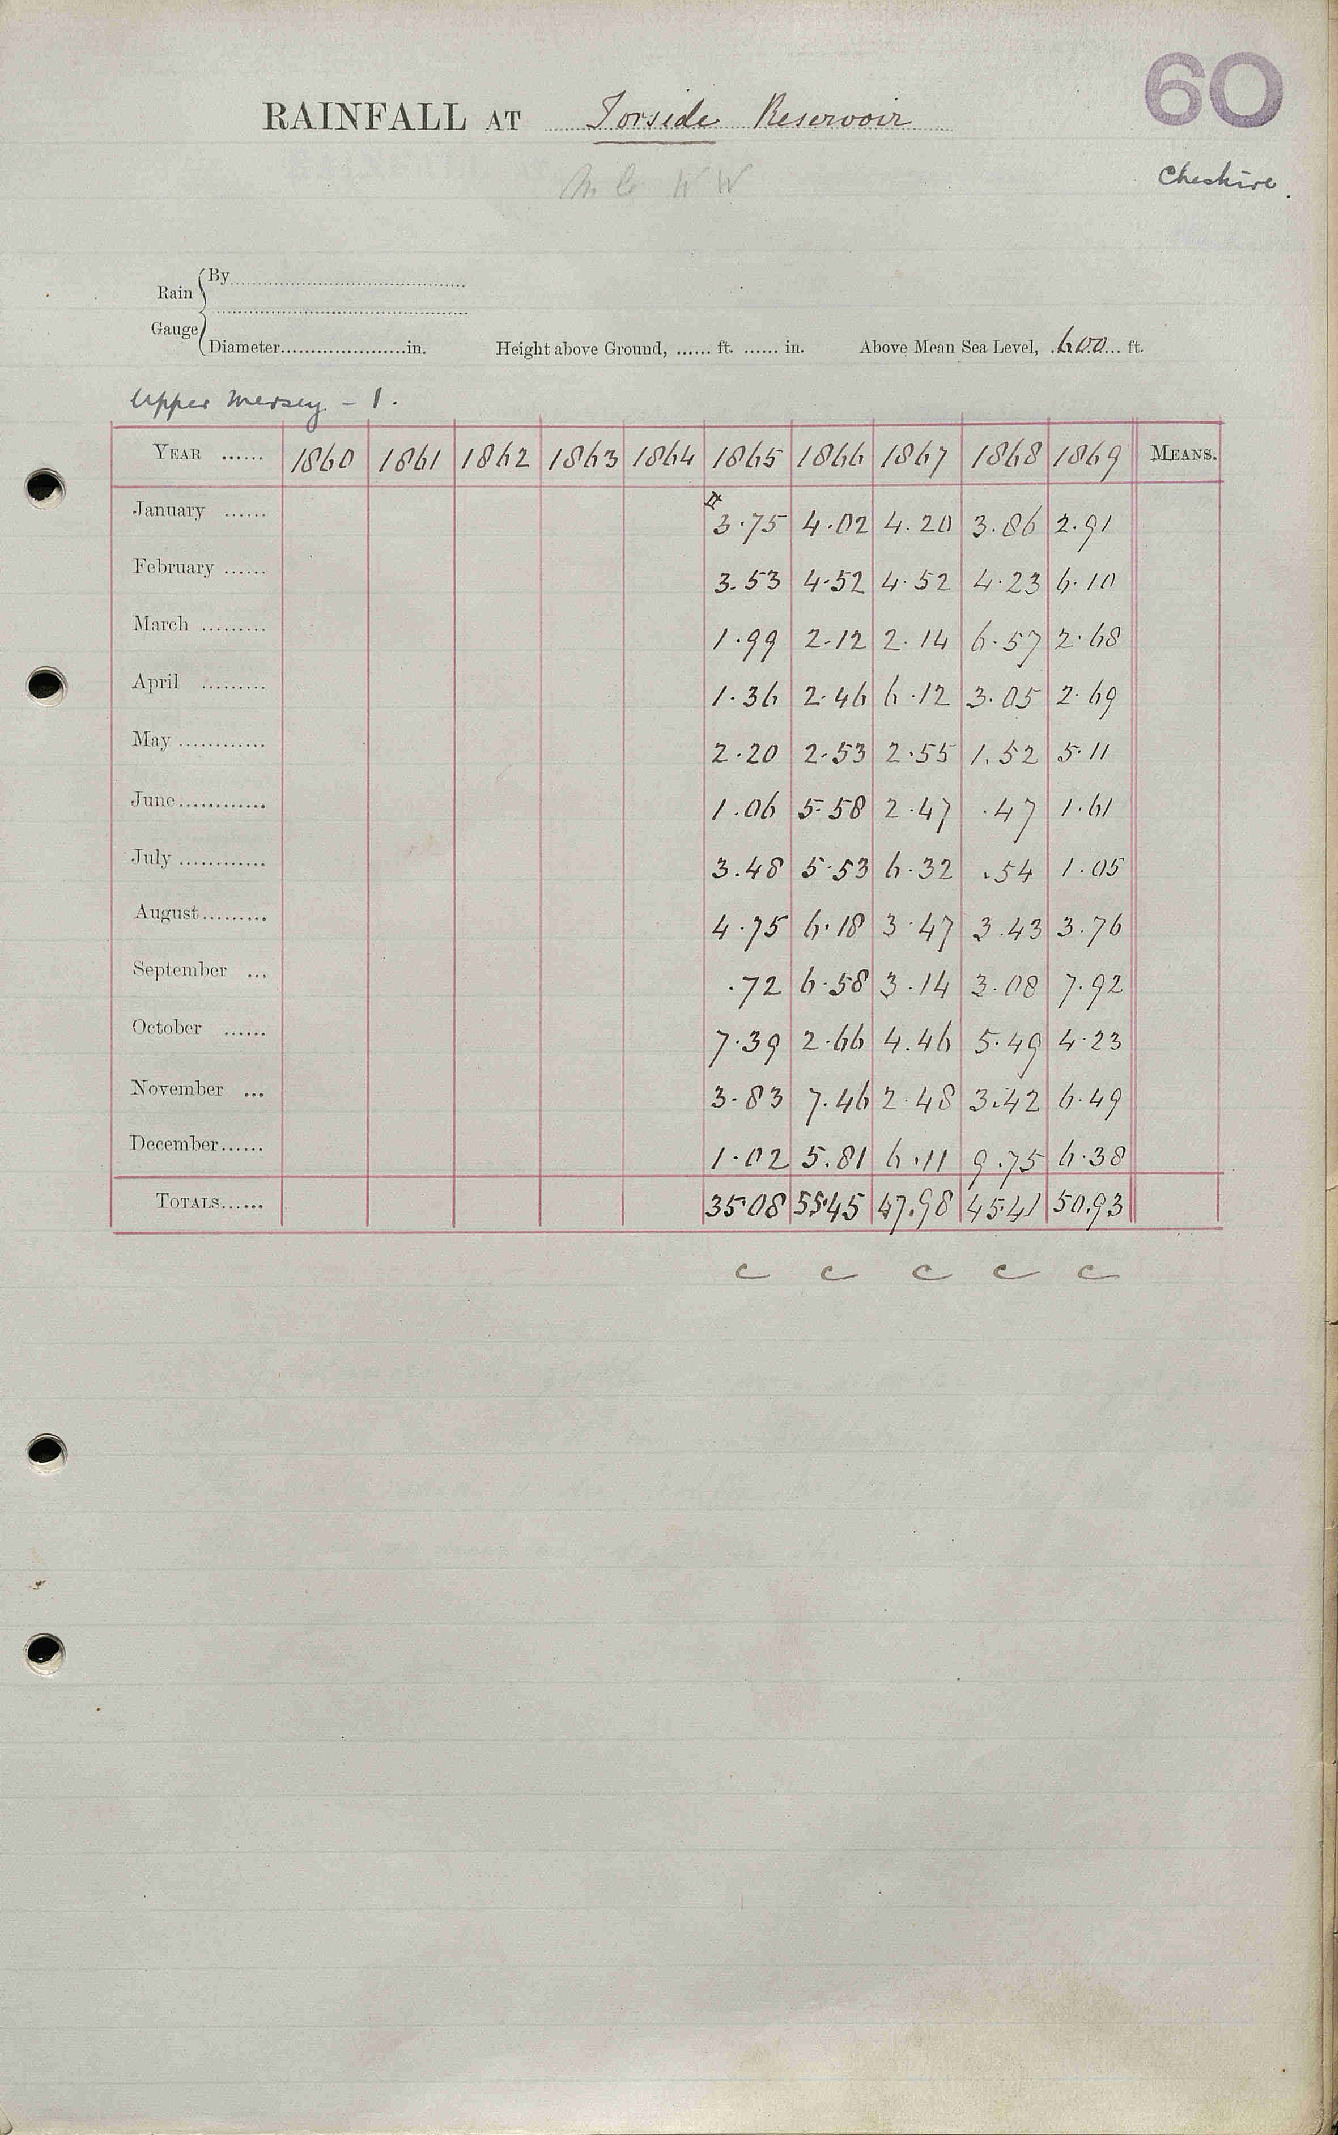 60
RAINFALL AT Torside Reservoir
Cheshire.
Mc W W
Rain Gauge
By
Diameter in. Height above Ground, ft. in. Above Mean Sea Level, 600 ft.
Upper Mersey - 1.
YEAR 1860 1861 1862 1863 1864 1865 1866 1867 1868 1869 MEANS.
January 3.75 4.02 4.20 3.86 2.91
February 3.53 4.52 4.52 4.23 6.10
March 1.99 2.12 2.14 6.57 2.68
April 1.36 2.46 6.12 3.05 2.69
May 2.20 2.53 2.55 1.52 5.11
June 1.06 5.58 2.47 .47 1.61
July 3.48 5.53 6.32 .54 1.05
August 4.75 6.18 3.47 3.43 3.76
September .72 6.58 3.14 3.08 7.92
October 7.39 2.66 4.46 5.49 4.23
November 3.83 7.46 2.48 3.42 6.49
December 1.02 5.81 6.11 9.75 6.38
TOTALS 35.08 55.45 47.98 45.41 50.93
c c c c c